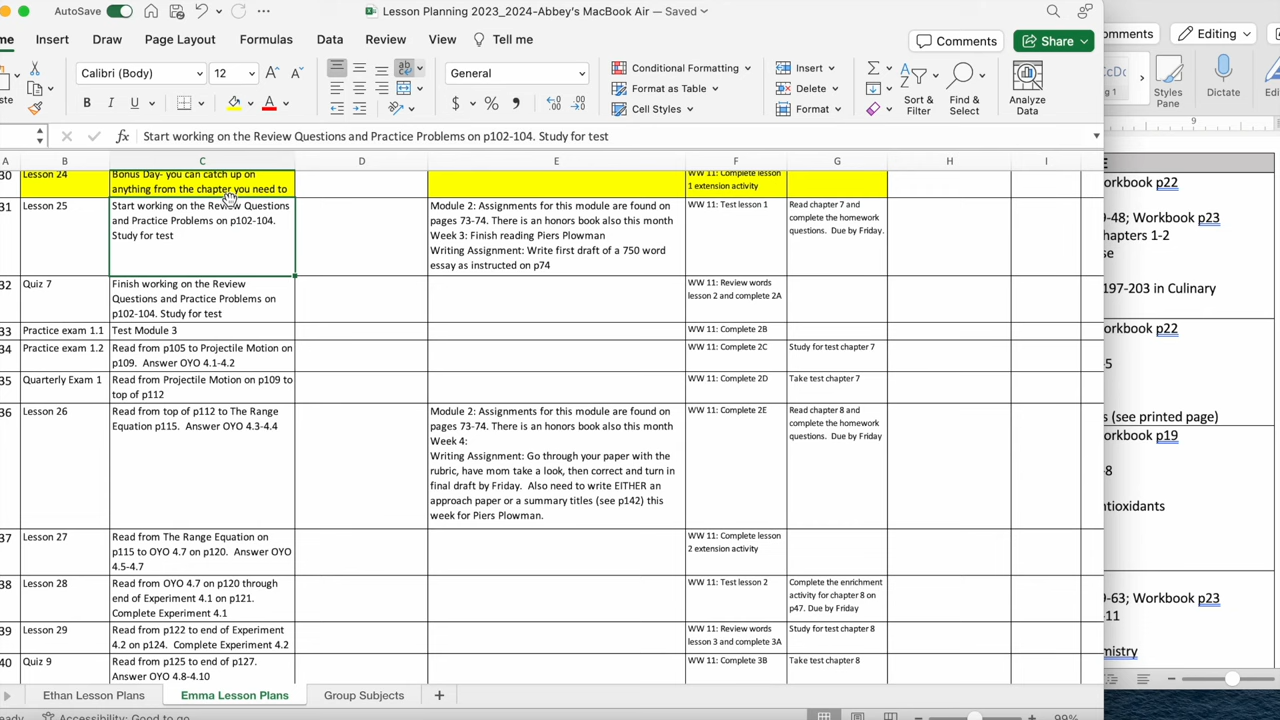 AutoSave
Lesson Planning 2023_2024-Abbey's MacBook Air — Saved
me Insert Draw Page Layout Formulas Data Review View Tell me Comments Share
Calibri (Body) 12 General Conditional Formatting Insert
Format as Table Delete
Cell Styles Format
B I U A $ %
Sort & Filter
Find & Select
Analyze Data
fx Start working on the Review Questions and Practice Problems on p102-104. Study for test
A B C D E F G H I
30 Lesson 24 Bonus Day- you can catch up on
anything from the chapter you need to
WW 11: Complete lesson
1 extension activity
31 Lesson 25 Start working on the Review Questions
and Practice Problems on p102-104.
Study for test
Module 2: Assignments for this module are found on
pages 73-74. There is an honors book also this month
Week 3: Finish reading Piers Plowman
Writing Assignment: Write first draft of a 750 word
essay as instructed on p74
WW 11: Test lesson 1
Read chapter 7 and
complete the homework
questions. Due by Friday.
32 Quiz 7 Finish working on the Review
Questions and Practice Problems on
p102-104. Study for test
WW 11: Review words
lesson 2 and complete 2A
33 Practice exam 1.1 Test Module 3 WW 11: Complete 2B
34 Practice exam 1.2 Read from p105 to Projectile Motion on
p109. Answer OYO 4.1-4.2
WW 11: Complete 2C Study for test chapter 7
35 Quarterly Exam 1 Read from Projectile Motion on p109 to
top of p112
WW 11: Complete 2D Take test chapter 7
36 Lesson 26 Read from top of p112 to The Range
Equation p115. Answer OYO 4.3-4.4
Module 2: Assignments for this module are found on
pages 73-74. There is an honors book also this month
Week 4:
Writing Assignment: Go through your paper with the
rubric, have mom take a look, then correct and turn in
final draft by Friday. Also need to write EITHER an
approach paper or a summary titles (see p142) this
week for Piers Plowman.
WW 11: Complete 2E
Read chapter 8 and
complete the homework
questions. Due by Friday
37 Lesson 27 Read from The Range Equation on
p115 to OYO 4.7 on p120. Answer OYO
4.5-4.7
WW 11: Complete lesson
2 extension activity
38 Lesson 28 Read from OYO 4.7 on p120 through
end of Experiment 4.1 on p121.
Complete Experiment 4.1
WW 11: Test lesson 2
Complete the enrichment
activity for chapter 8 on
p47. Due by Friday
39 Lesson 29 Read from p122 to end of Experiment
4.2 on p124. Complete Experiment 4.2
WW 11: Review words
lesson 3 and complete 3A
Study for test chapter 8
40 Quiz 9 Read from p125 to end of p127.
Answer OYO 4.8-4.10
WW 11: Complete 3B Take test chapter 8
Ethan Lesson Plans Emma Lesson Plans Group Subjects +
Accessibility: Good to go
99%
mments Editing
Styles Pane
Dictate
9
E
orkbook p22
9-48; Workbook p23
hapters 1-2
se
197-203 in Culinary
orkbook p22
5
s (see printed page)
orkbook p19
8
ntioxidants
9-63; Workbook p23
11
mistry